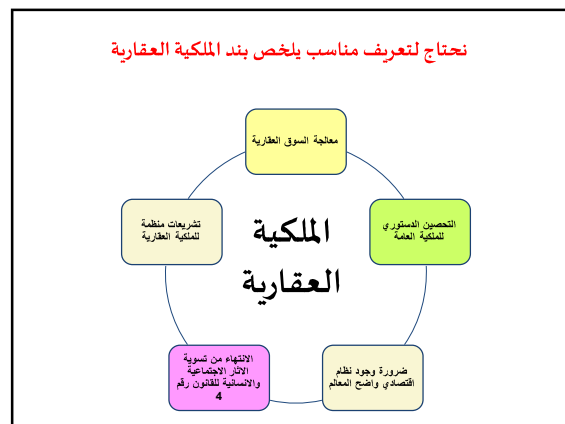 نحتاج لتعريف مناسب يلخص بند الملكية العقارية
معالجة السوق العقارية
التحصين الدستوري
للملكية العامة
ضرورة وجود نظام
اقتصادي واضح المعالم
الانتهاء من تسوية
الاثار الاجتماعية
والانسانية للقانون رقم
4
تشريعات منظمة
للملكية العقارية
الملكية
العقارية